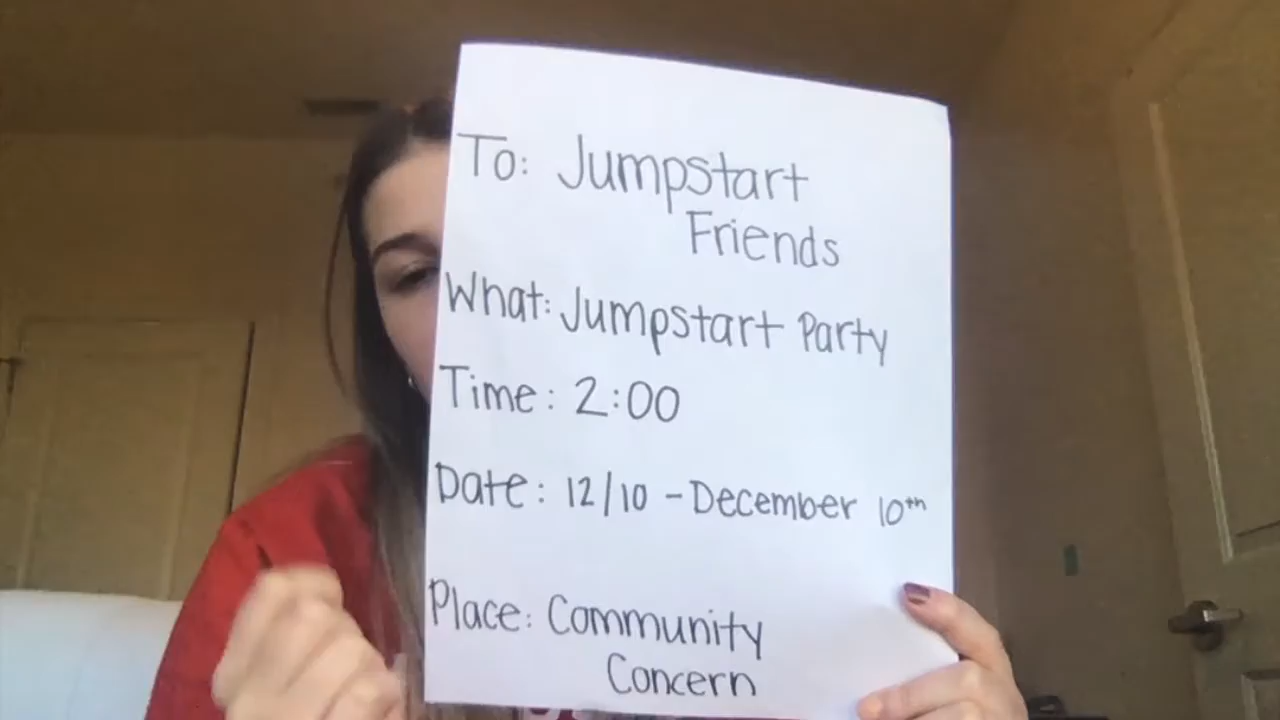 To: Jumpstart
Friends
What: Jumpstart Party
Time: 2:00
Date: 12/10 - December 10th
Place: Community
Concern